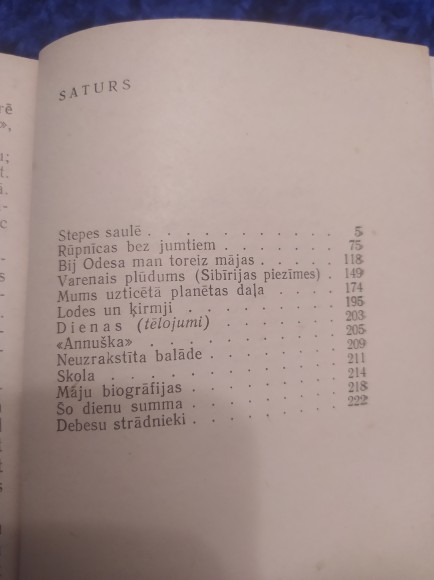 SATURS
Stepes saulē . . . . . . . . . . . 5
Rūpnīcas bez jumtiem . . . . . . . 75
Bij Odesa man toreiz mājas . . . . . 118
Varenais plūdums (Sibīrijas piezīmes) . 149
Mums uzticētā planētas daļa . . . . . 174
Lodes un ķirmji . . . . . . . . . 195
Dienas (tēlojumi) . . . . . . . . 203
«Annuška» . . . . . . . . . . . 205
Neuzrakstīta balāde . . . . . . . . 209
Skola . . . . . . . . . . . . 211
Māju biogrāfijas . . . . . . . . . 214
Šo dienu summa . . . . . . . . . 218
Debesu strādnieki . . . . . . . . . 222